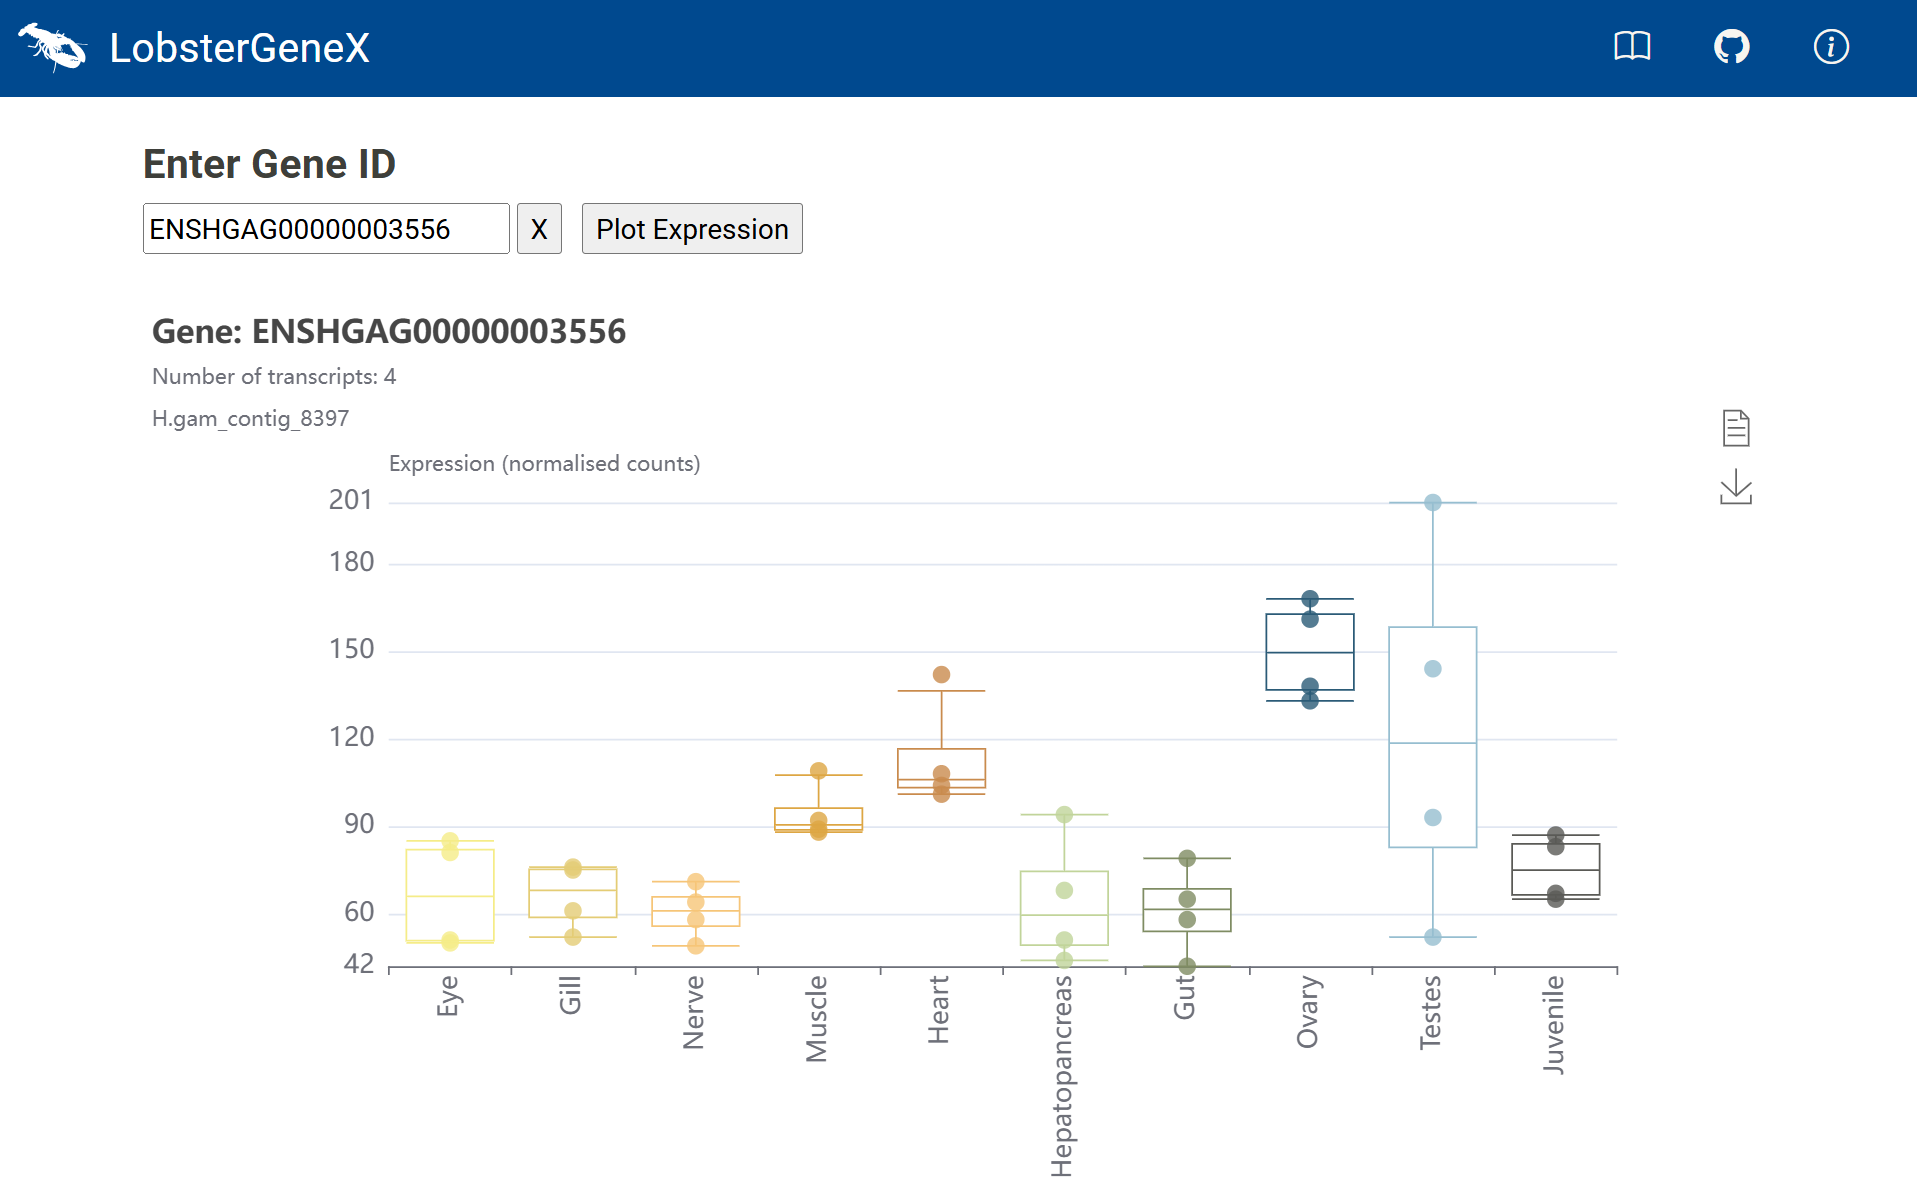 LobsterGeneX
Enter Gene ID
ENSHGAG00000003556 X Plot Expression
Gene: ENSHGAG00000003556
Number of transcripts: 4
H.gam_contig_8397
Expression (normalised counts)
201
180
150
120
90
60
42
Eye
Gill
Nerve
Muscle
Heart
Hepatopancreas
Gut
Ovary
Testes
Juvenile